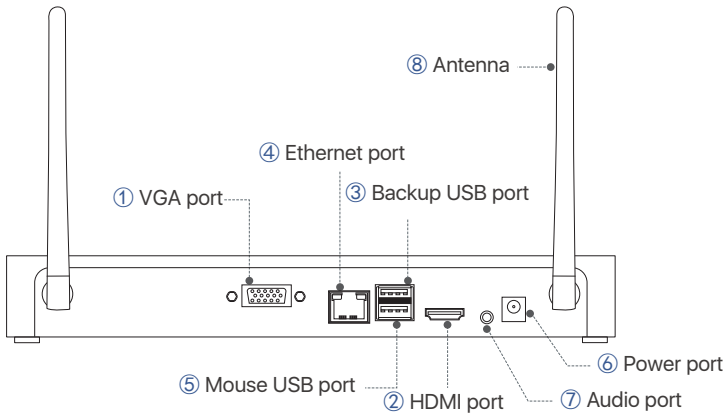 ⑧ Antenna
④ Ethernet port
③ Backup USB port
① VGA port
⑥ Power port
⑤ Mouse USB port
② HDMI port
⑦ Audio port